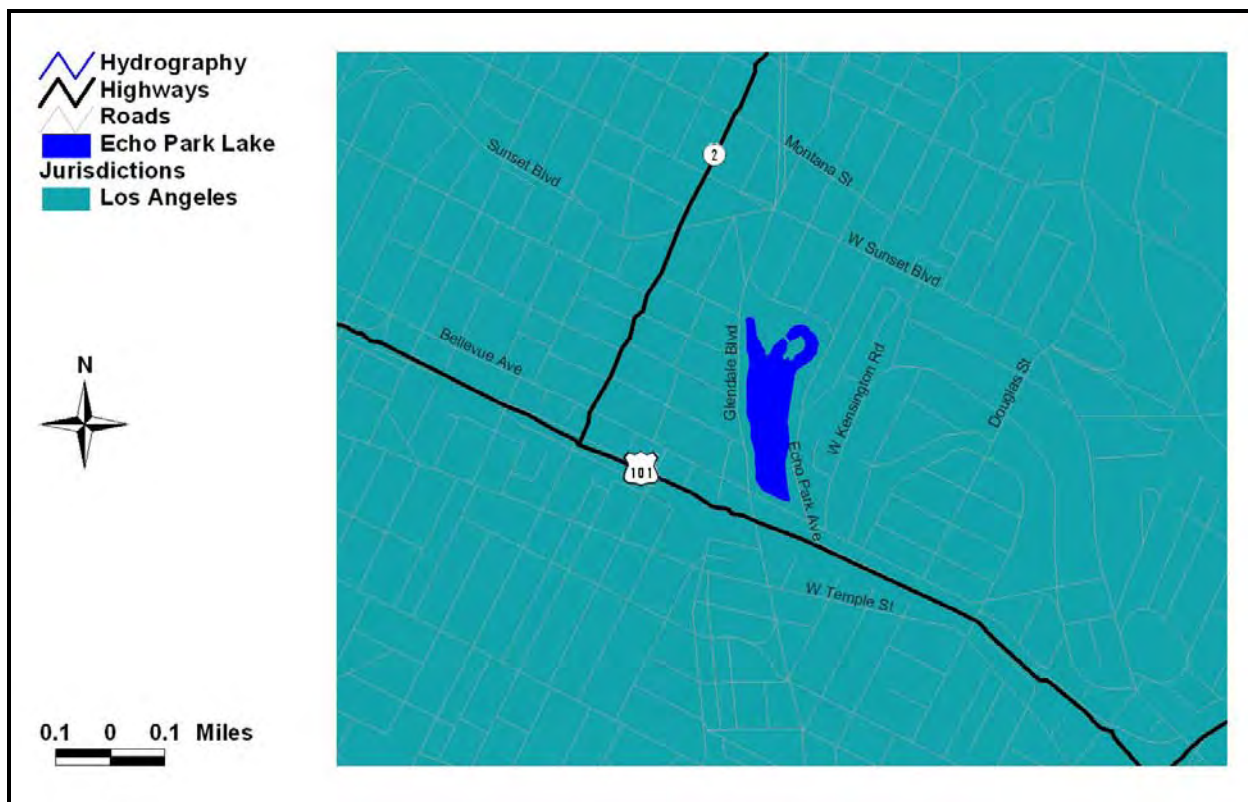 Hydrography
Highways
Roads
Echo Park Lake
Jurisdictions
Los Angeles
N
0.1 0 0.1 Miles
2
Sunset Blvd
Montana St
W Sunset Blvd
Bellevue Ave
Glendale Blvd
W Kensington Rd
Douglas St
Echo Park Ave
101
W Temple St